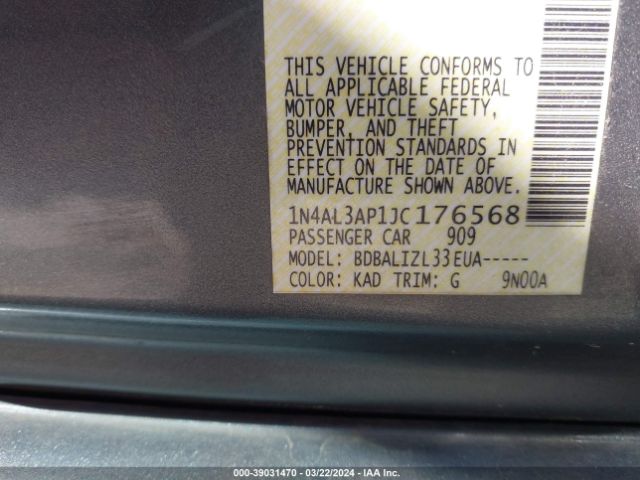 THIS VEHICLE CONFORMS TO
ALL APPLICABLE FEDERAL
MOTOR VEHICLE SAFETY,
BUMPER, AND THEFT
PREVENTION STANDARDS IN
EFFECT ON THE DATE OF
MANUFACTURE SHOWN ABOVE.
1N4AL3AP1JC176568
PASSENGER CAR 909
MODEL: BDBALIZL33EUA-----
COLOR: KAD TRIM: G 9N00A
000-39031470 - 03/22/2024 - IAA Inc.